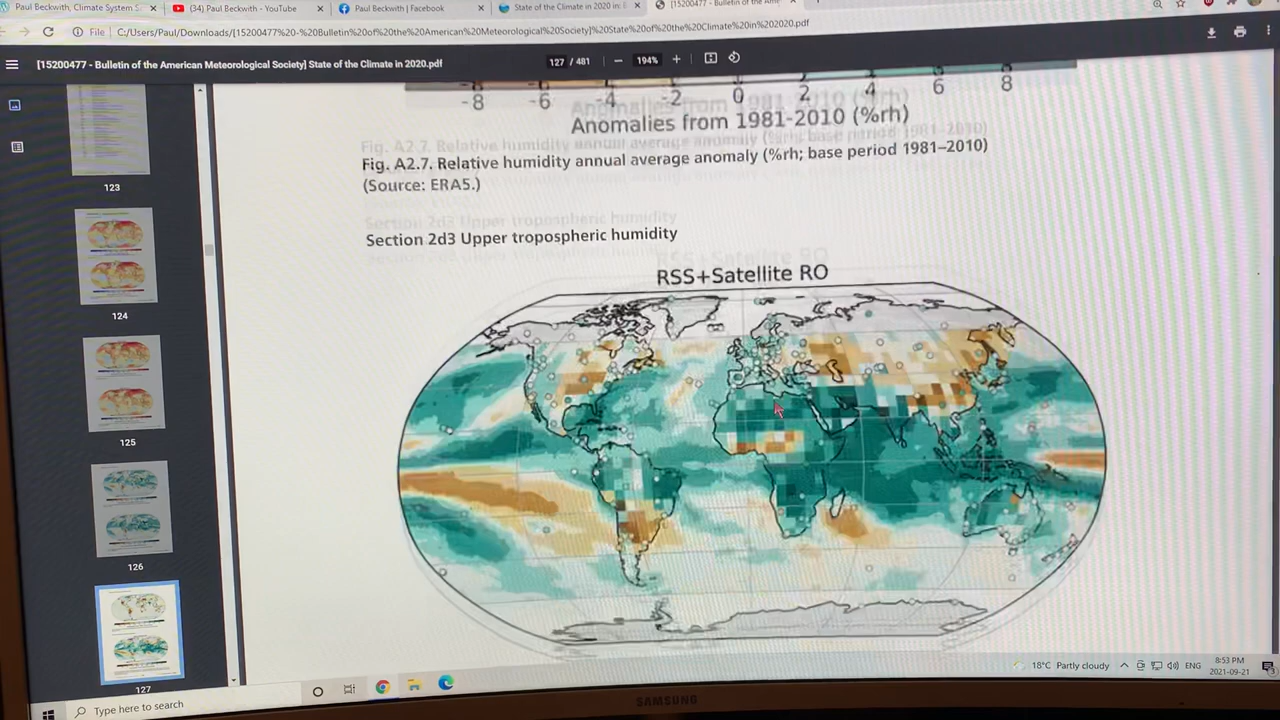 Paul Beckwith, Climate System S
(34) Paul Beckwith - YouTube
Paul Beckwith | Facebook
State of the Climate in 2020 in
[15200477 - Bulletin of the Am
File
C:/Users/Paul/Downloads/[15200477%20-%20Bulletin%20of%20the%20American%20Meteorological%20Society]%20State%20of%20the%20Climate%20in%202020.pdf
[15200477 - Bulletin of the American Meteorological Society] State of the Climate in 2020.pdf
127 / 481
194%
123
124
125
126
127
-8 -6 -4 -2 0 2 4 6 8
Anomalies from 1981-2010 (%rh)
Fig. A2.7. Relative humidity annual average anomaly (%rh; base period 1981–2010)
(Source: ERA5.)
Section 2d3 Upper tropospheric humidity
RSS+Satellite RO
Type here to search
18°C Partly cloudy
ENG
8:53 PM
2021-09-21
SAMSUNG